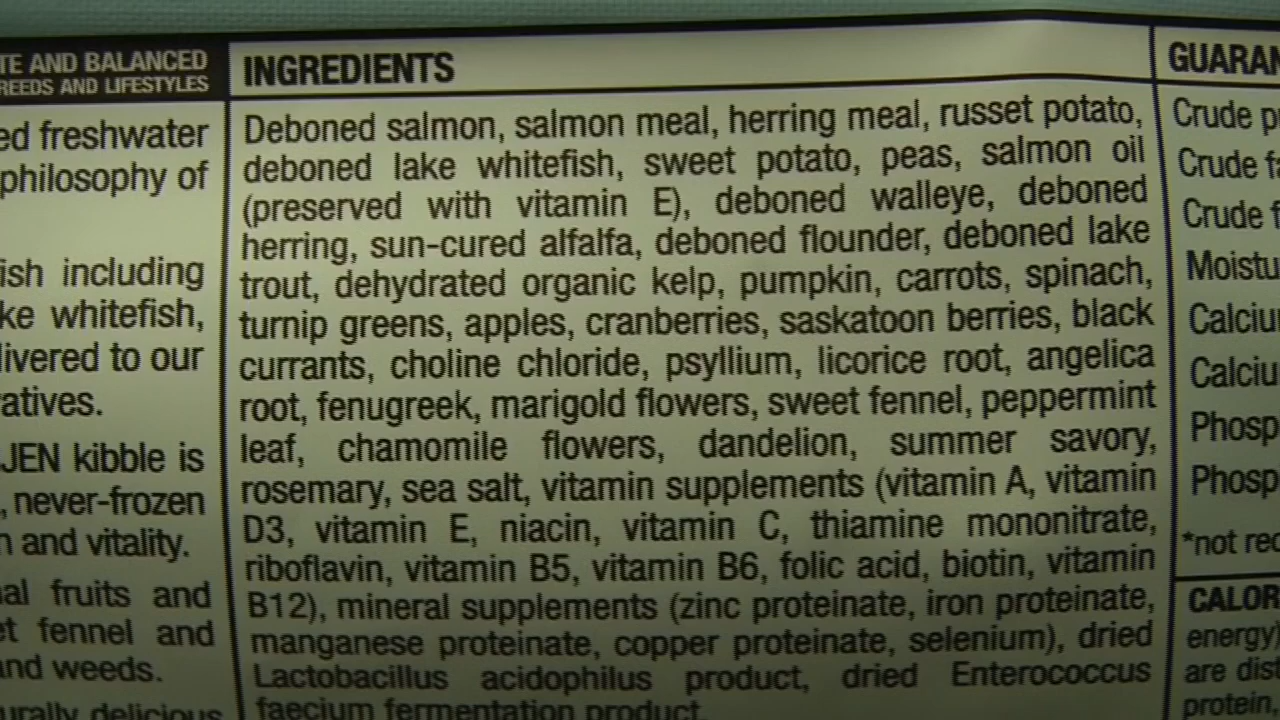 TE AND BALANCED
REEDS AND LIFESTYLES
ed freshwater
philosophy of
ish including
ke whitefish,
livered to our
ratives.
JEN kibble is
, never-frozen
n and vitality.
al fruits and
et fennel and
and weeds.
urally delicious
INGREDIENTS
Deboned salmon, salmon meal, herring meal, russet potato,
deboned lake whitefish, sweet potato, peas, salmon oil
(preserved with vitamin E), deboned walleye, deboned
herring, sun-cured alfalfa, deboned flounder, deboned lake
trout, dehydrated organic kelp, pumpkin, carrots, spinach,
turnip greens, apples, cranberries, saskatoon berries, black
currants, choline chloride, psyllium, licorice root, angelica
root, fenugreek, marigold flowers, sweet fennel, peppermint
leaf, chamomile flowers, dandelion, summer savory,
rosemary, sea salt, vitamin supplements (vitamin A, vitamin
D3, vitamin E, niacin, vitamin C, thiamine mononitrate,
riboflavin, vitamin B5, vitamin B6, folic acid, biotin, vitamin
B12), mineral supplements (zinc proteinate, iron proteinate,
manganese proteinate, copper proteinate, selenium), dried
Lactobacillus acidophilus product, dried Enterococcus
faecium fermentation product.
GUARAN
Crude p
Crude fa
Crude f
Moistu
Calciu
Calciu
Phosp
Phosp
*not rec
CALOR
energy)
are dis
protein,